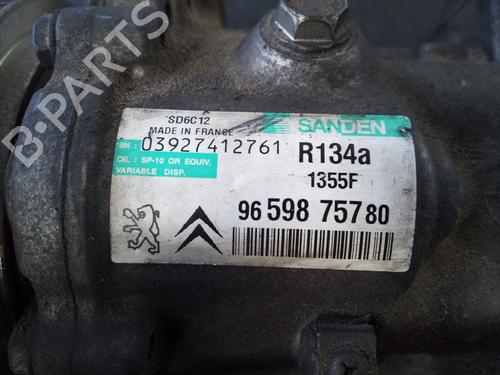 SD6C12
MADE IN FRANCE
SANDEN
SN: 03927412761
R134a
OIL: SP-10 OR EQUIV.
VARIABLE DISP.
1355F
96 598 757 80
B-PARTS